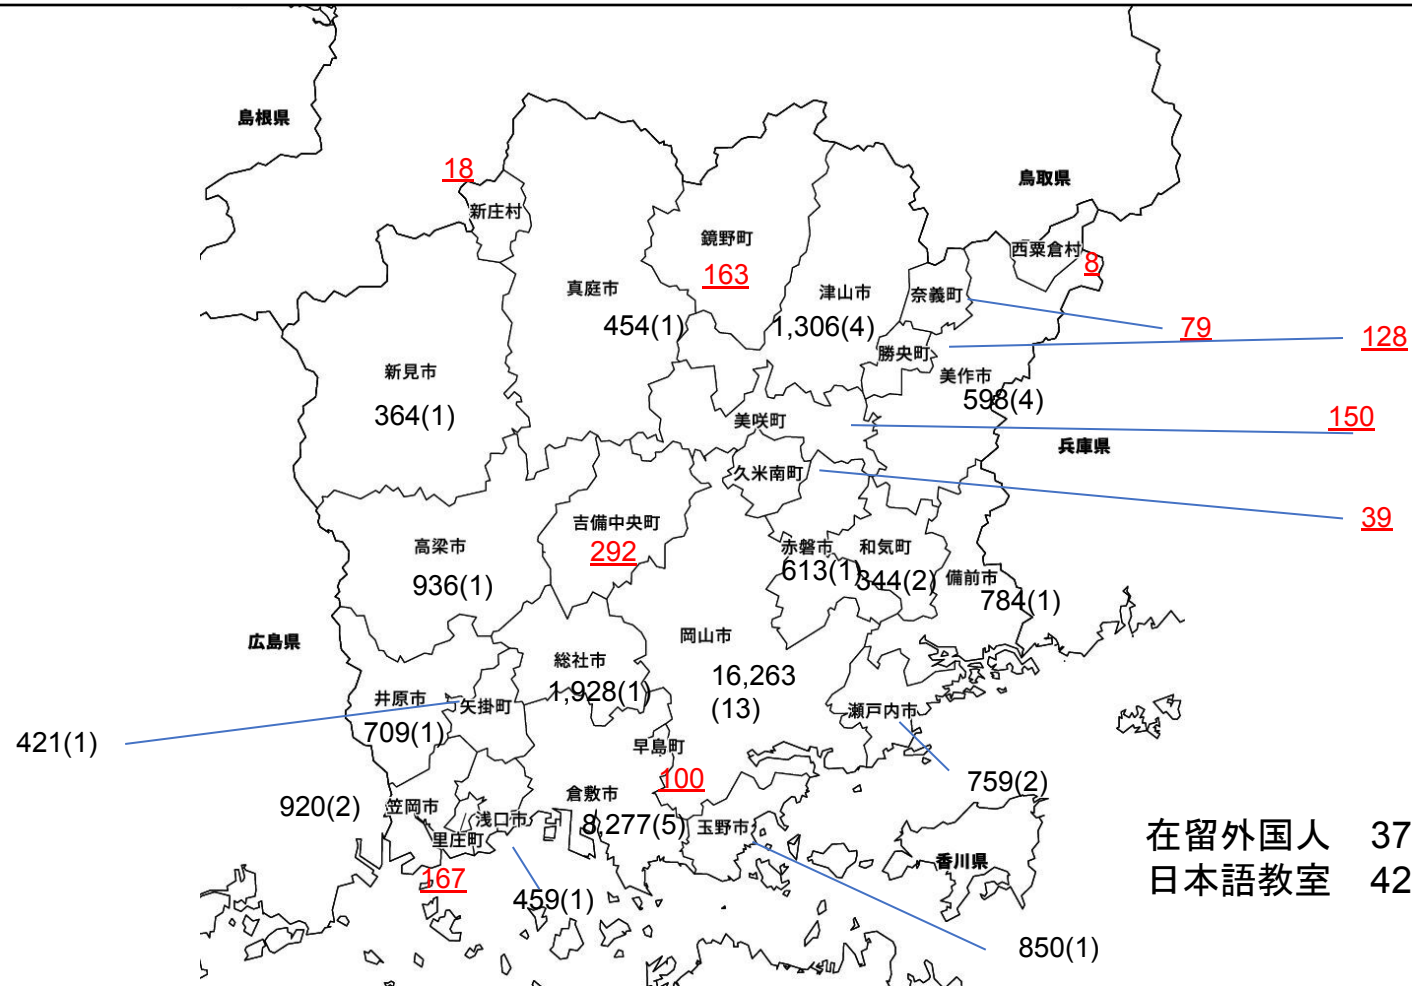 島根県
鳥取県
18
新庄村
鏡野町
163
西粟倉村
8
真庭市
454(1)
津山市
1,306(4)
奈義町
79
勝央町
128
新見市
364(1)
美作市
598(4)
美咲町
150
兵庫県
久米南町
39
吉備中央町
292
高梁市
936(1)
赤磐市
613(1)
和気町
344(2)
備前市
784(1)
広島県
岡山市
16,263
(13)
総社市
1,928(1)
井原市
709(1)
矢掛町
421(1)
瀬戸内市
759(2)
早島町
100
倉敷市
8,277(5)
笠岡市
920(2)
浅口市
459(1)
里庄町
167
玉野市
850(1)
香川県
在留外国人 37
日本語教室 42